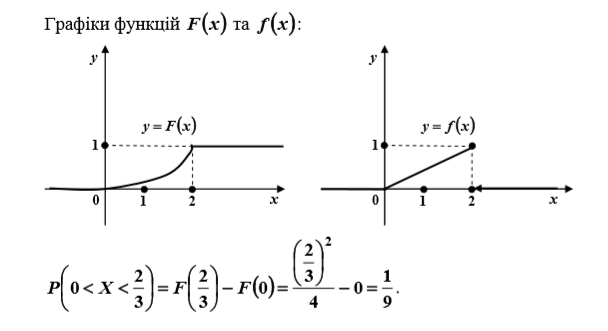 Графіки функцій F(x) та f(x):
y y
y = F(x) y = f(x)
1 1
0 1 2 x 0 1 2 x
P(0 < X < 2/3) = F(2/3) − F(0) = (2/3)²/4 − 0 = 1/9.